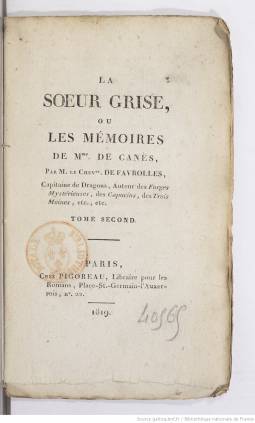 LA
SOEUR GRISE,
OU
LES MÉMOIRES
DE Mme. DE CANÈS,
PAR M. LE CHEVer. DE FAVROLLES,
Capitaine de Dragons, Auteur des Forges
Mystérieuses, des Capucins, des Trois
Moines, etc., etc.
TOME SECOND.
PARIS,
CHEZ PIGOREAU, Libraire pour les
Romans, Place-St.-Germain-l'Auxer-
rois, n°. 20.
1819.
40565
Source gallica.bnf.fr / Bibliothèque nationale de France